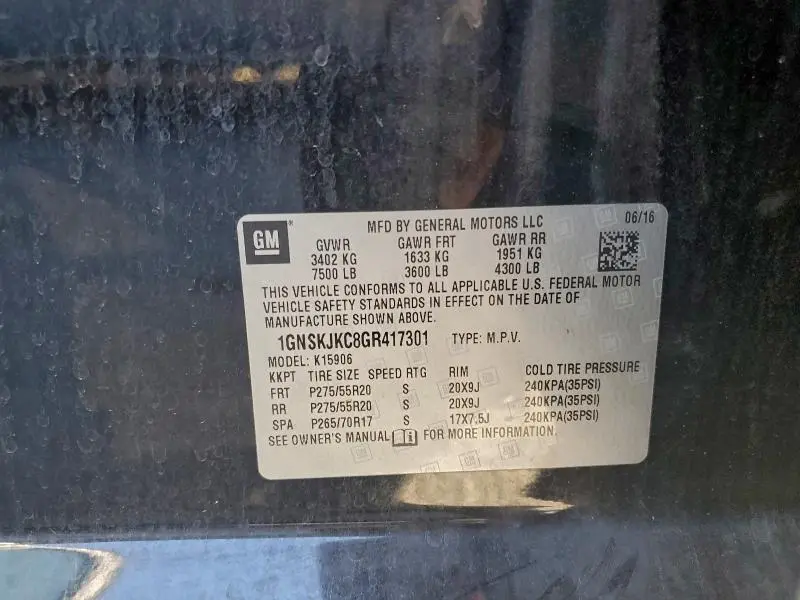 GM
®
MFD BY GENERAL MOTORS LLC
06/16
GVWR GAWR FRT GAWR RR
3402 KG 1633 KG 1951 KG
7500 LB 3600 LB 4300 LB
THIS VEHICLE CONFORMS TO ALL APPLICABLE U.S. FEDERAL MOTOR
VEHICLE SAFETY STANDARDS IN EFFECT ON THE DATE OF
MANUFACTURE SHOWN ABOVE.
1GNSKJKC8GR417301 TYPE: M.P.V.
MODEL: K15906
KKPT TIRE SIZE SPEED RTG RIM COLD TIRE PRESSURE
FRT P275/55R20 S 20X9J 240KPA(35PSI)
RR P275/55R20 S 20X9J 240KPA(35PSI)
SPA P265/70R17 S 17X7.5J 240KPA(35PSI)
SEE OWNER'S MANUAL FOR MORE INFORMATION.